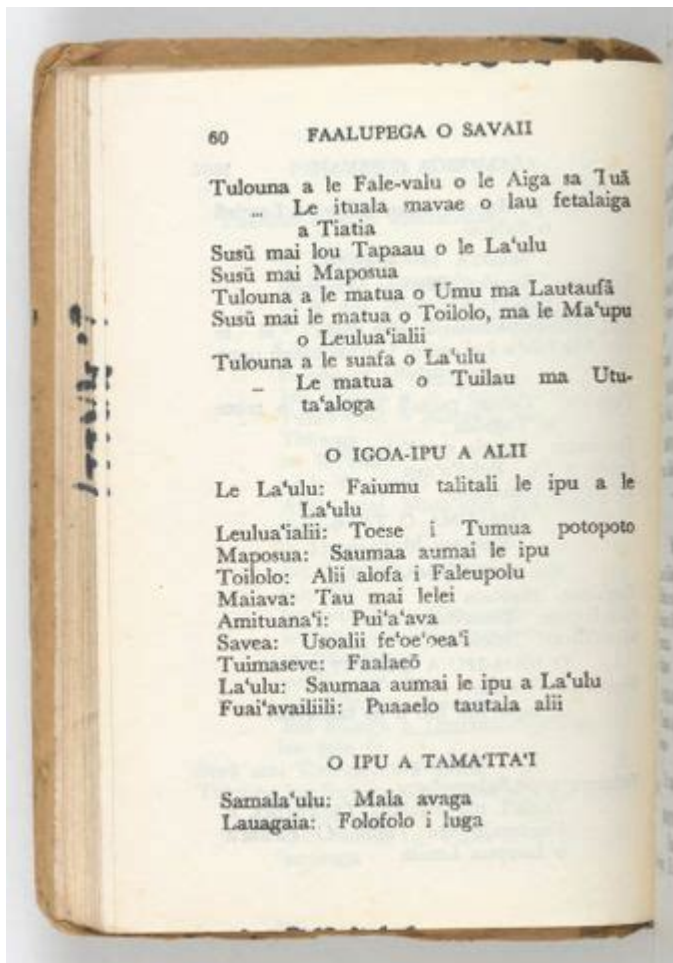 60 FAALUPEGA O SAVAII
Tulouna a le Fale-valu o le Aiga sa Tuā
„ Le ituala mavae o lau fetalaiga
a Tiatia
Susū mai lou Tapaau o le La‘ulu
Susū mai Maposua
Tulouna a le matua o Umu ma Lautaufā
Susū mai le matua o Toilolo, ma le Ma‘upu
o Leulua‘ialii
Tulouna a le suafa o La‘ulu
„ Le matua o Tuilau ma Utu-
ta‘aloga
O IGOA-IPU A ALII
Le La‘ulu: Faiumu talitali le ipu a le
La‘ulu
Leulua‘ialii: Toese i Tumua potopoto
Maposua: Saumaa aumai le ipu
Toilolo: Alii alofa i Faleupolu
Maiava: Tau mai lelei
Amituana‘i: Pui‘a‘ava
Savea: Usoalii fe‘oe‘oea‘i
Tuimaseve: Faalaeō
La‘ulu: Saumaa aumai le ipu a La‘ulu
Fuai‘availiili: Puaaelo tautala alii
O IPU A TAMA‘ITA‘I
Samala‘ulu: Mala avaga
Lauagaia: Folofolo i luga